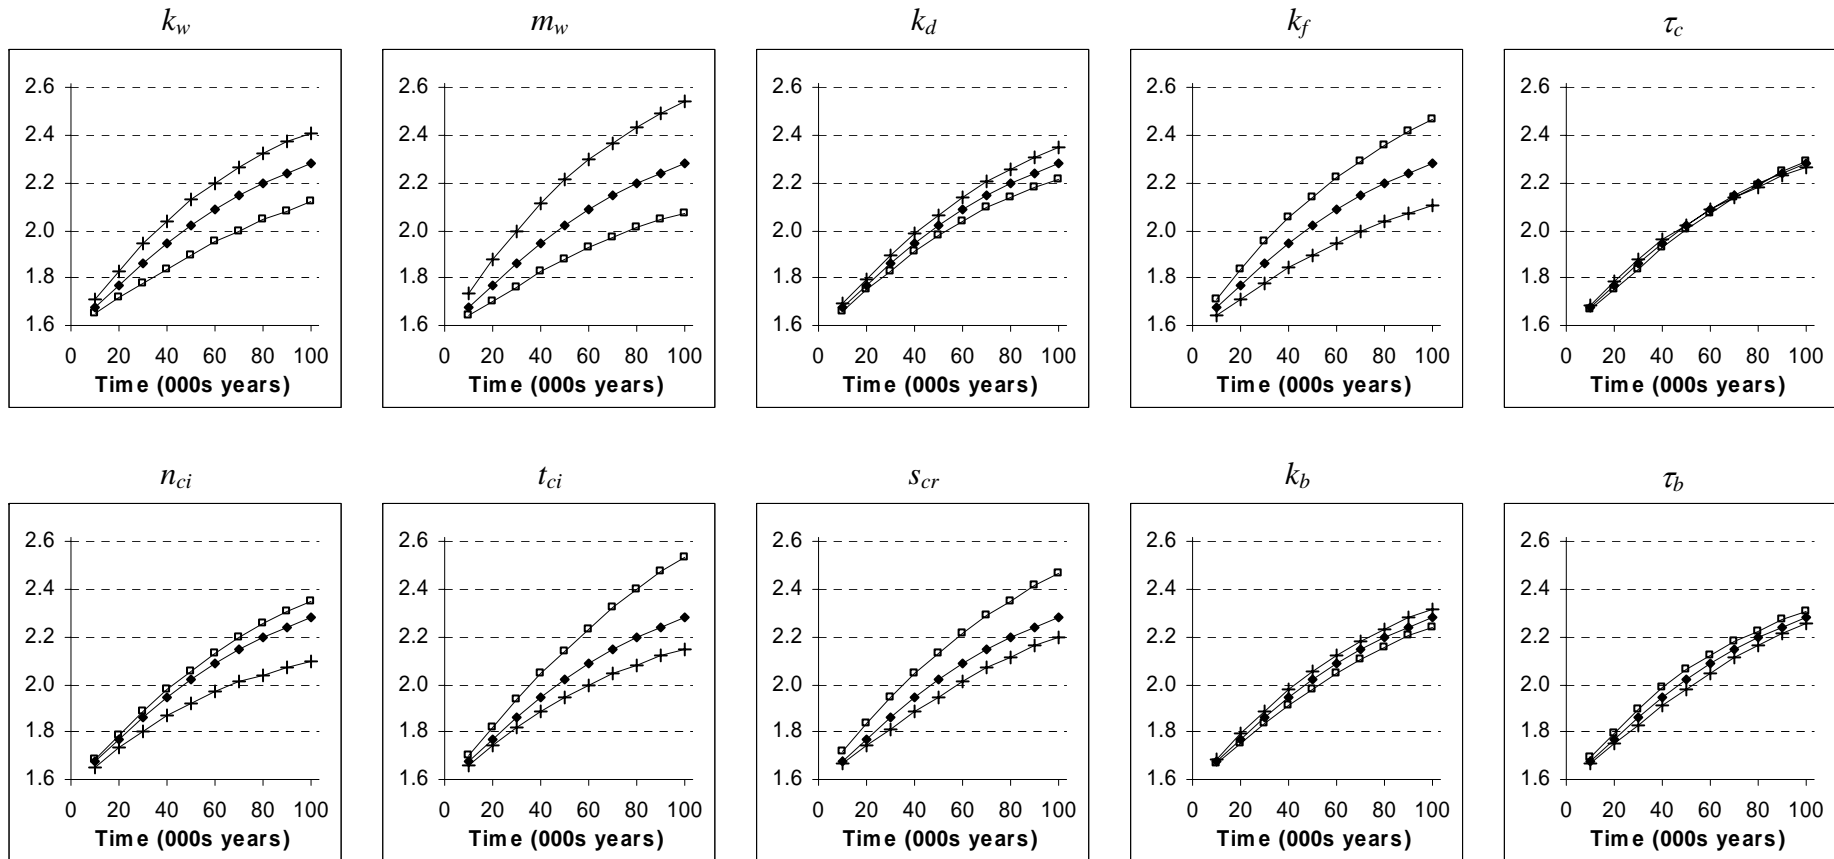 k_w m_w k_d k_f τ_c
2.6 2.6 2.6 2.6 2.6
2.4 2.4 2.4 2.4 2.4
2.2 2.2 2.2 2.2 2.2
2.0 2.0 2.0 2.0 2.0
1.8 1.8 1.8 1.8 1.8
1.6 1.6 1.6 1.6 1.6
0 20 40 60 80 100 0 20 40 60 80 100 0 20 40 60 80 100 0 20 40 60 80 100 0 20 40 60 80 100
Time (000s years) Time (000s years) Time (000s years) Time (000s years) Time (000s years)
n_ci t_ci s_cr k_b τ_b
2.6 2.6 2.6 2.6 2.6
2.4 2.4 2.4 2.4 2.4
2.2 2.2 2.2 2.2 2.2
2.0 2.0 2.0 2.0 2.0
1.8 1.8 1.8 1.8 1.8
1.6 1.6 1.6 1.6 1.6
0 20 40 60 80 100 0 20 40 60 80 100 0 20 40 60 80 100 0 20 40 60 80 100 0 20 40 60 80 100
Time (000s years) Time (000s years) Time (000s years) Time (000s years) Time (000s years)